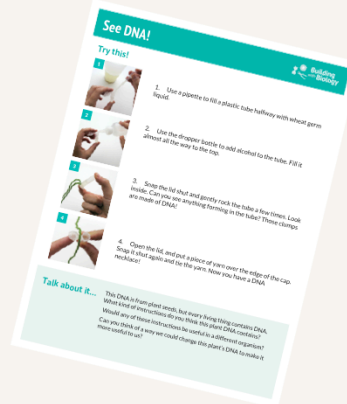 See DNA!
Building
with
Biology
Try this!
1
1. Use a pipette to fill a plastic tube halfway with wheat germ
liquid.
2
2. Use the dropper bottle to add alcohol to the tube. Fill it
almost all the way to the top.
3
3. Snap the lid shut and gently rock the tube a few times. Look
inside. Can you see anything forming in the tube? These clumps
are made of DNA!
4
4. Open the lid, and put a piece of yarn over the edge of the cap.
Snap it shut again and tie the yarn. Now you have a DNA
necklace!
Talk about it...
This DNA is from plant seeds, but every living thing contains DNA.
What kind of instructions do you think this plant DNA contains?
Would any of these instructions be useful in a different organism?
Can you think of a way we could change this plant's DNA to make it
more useful to us?